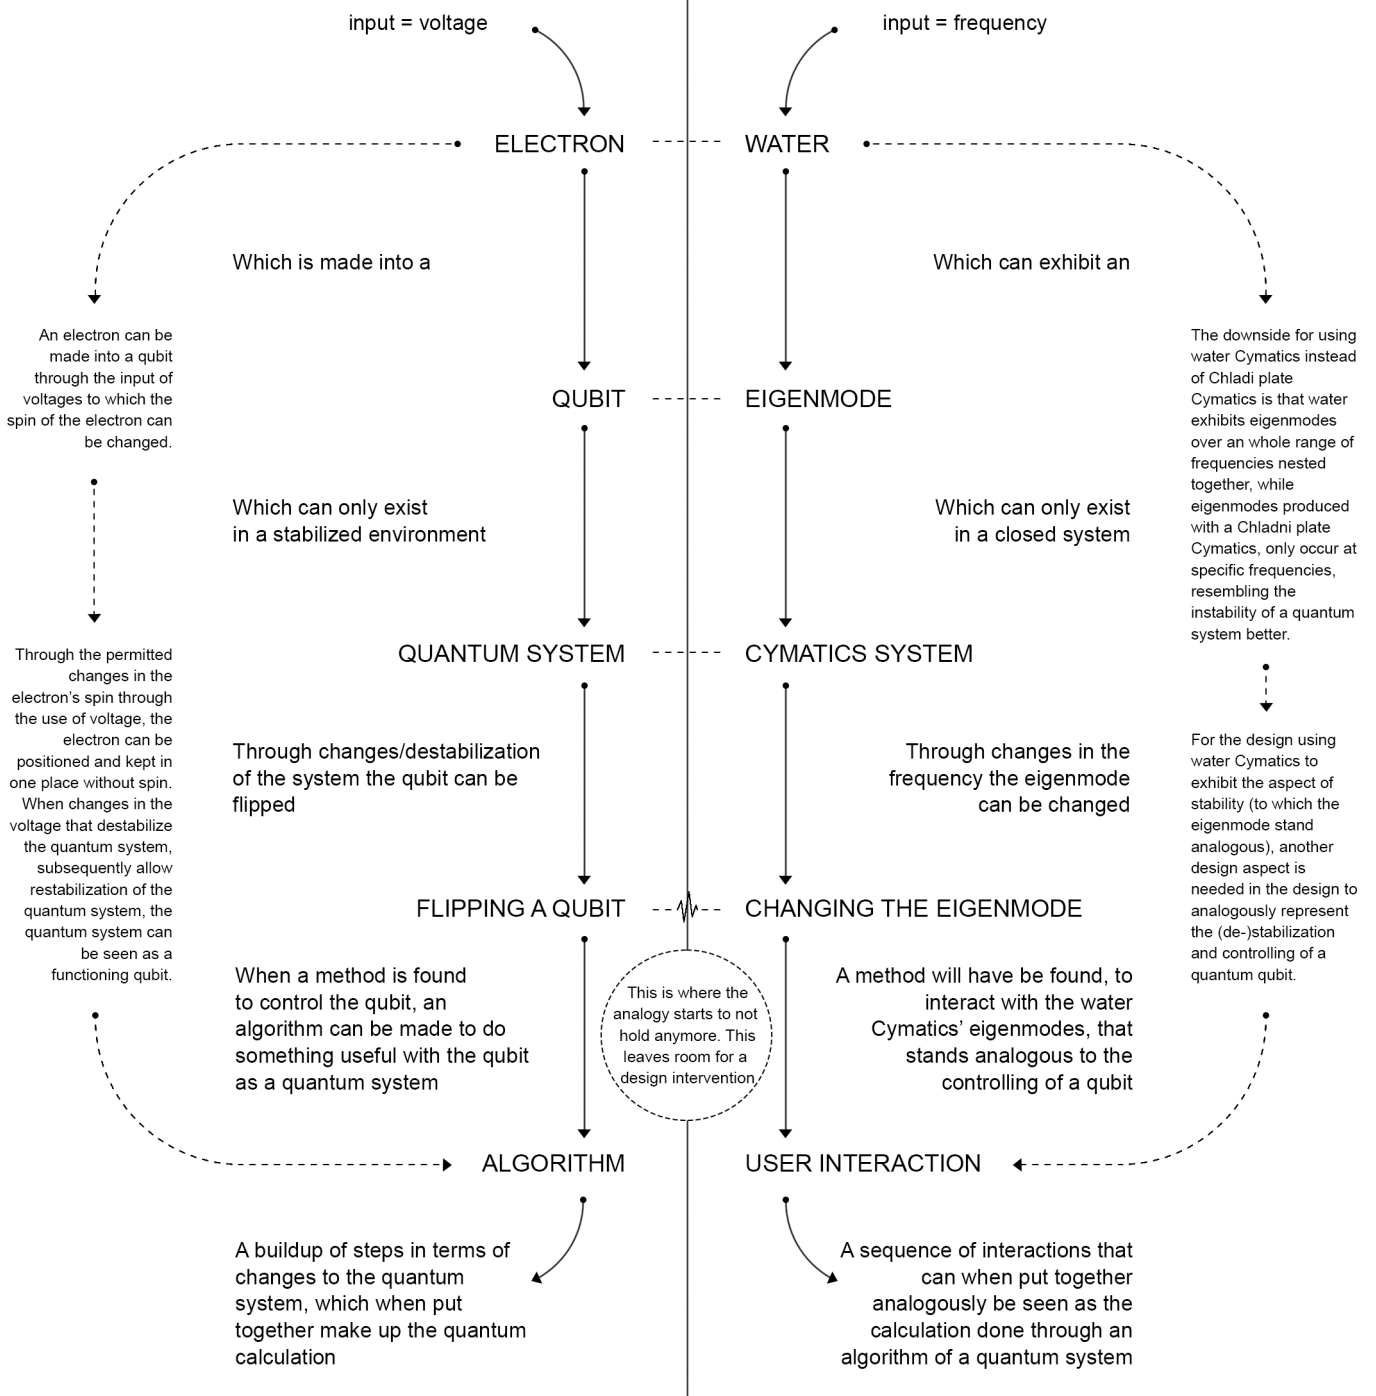 input = voltage
input = frequency
ELECTRON
WATER
Which is made into a
Which can exhibit an
An electron can be
made into a qubit
through the input of
voltages to which the
spin of the electron can
be changed.
QUBIT
EIGENMODE
Which can only exist
in a stabilized environment
Which can only exist
in a closed system
The downside for using
water Cymatics instead
of Chladi plate
Cymatics is that water
exhibits eigenmodes
over an whole range of
frequencies nested
together, while
eigenmodes produced
with a Chladni plate
Cymatics, only occur at
specific frequencies,
resembling the
instability of a quantum
system better.
QUANTUM SYSTEM
CYMATICS SYSTEM
Through the permitted
changes in the
electron's spin through
the use of voltage, the
electron can be
positioned and kept in
one place without spin.
When changes in the
voltage that destabilize
the quantum system,
subsequently allow
restabilization of the
quantum system, the
quantum system can
be seen as a
functioning qubit.
Through changes/destabilization
of the system the qubit can be
flipped
Through changes in the
frequency the eigenmode
can be changed
For the design using
water Cymatics to
exhibit the aspect of
stability (to which the
eigenmode stand
analogous), another
design aspect is
needed in the design to
analogously represent
the (de-)stabilization
and controlling of a
quantum qubit.
FLIPPING A QUBIT
CHANGING THE EIGENMODE
When a method is found
to control the qubit, an
algorithm can be made to do
something useful with the qubit
as a quantum system
This is where the
analogy starts to not
hold anymore. This
leaves room for a
design intervention
A method will have be found, to
interact with the water
Cymatics' eigenmodes, that
stands analogous to the
controlling of a qubit
ALGORITHM
USER INTERACTION
A buildup of steps in terms of
changes to the quantum
system, which when put
together make up the quantum
calculation
A sequence of interactions that
can when put together
analogously be seen as the
calculation done through an
algorithm of a quantum system